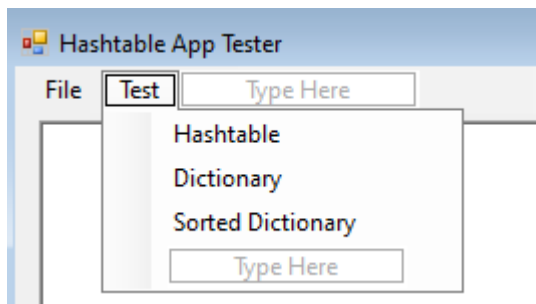 Hashtable App Tester
File Test Type Here
Hashtable
Dictionary
Sorted Dictionary
Type Here